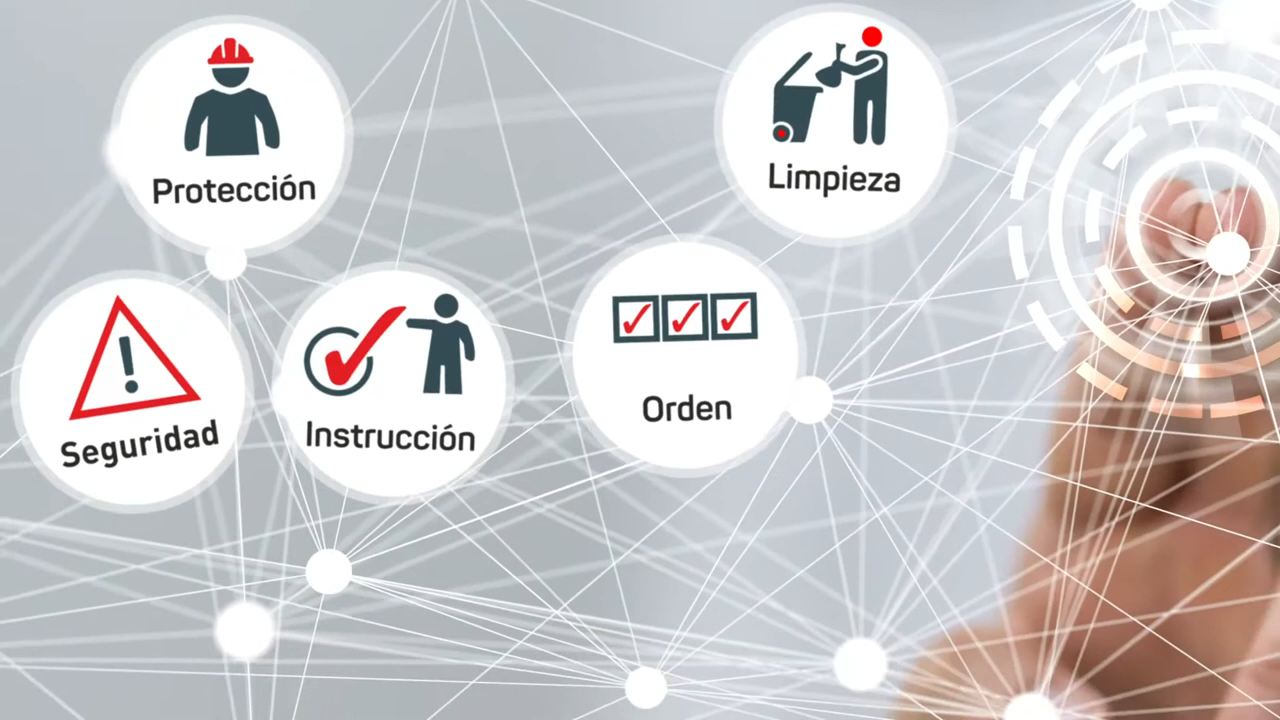 Protección
Limpieza
Seguridad
Instrucción
Orden